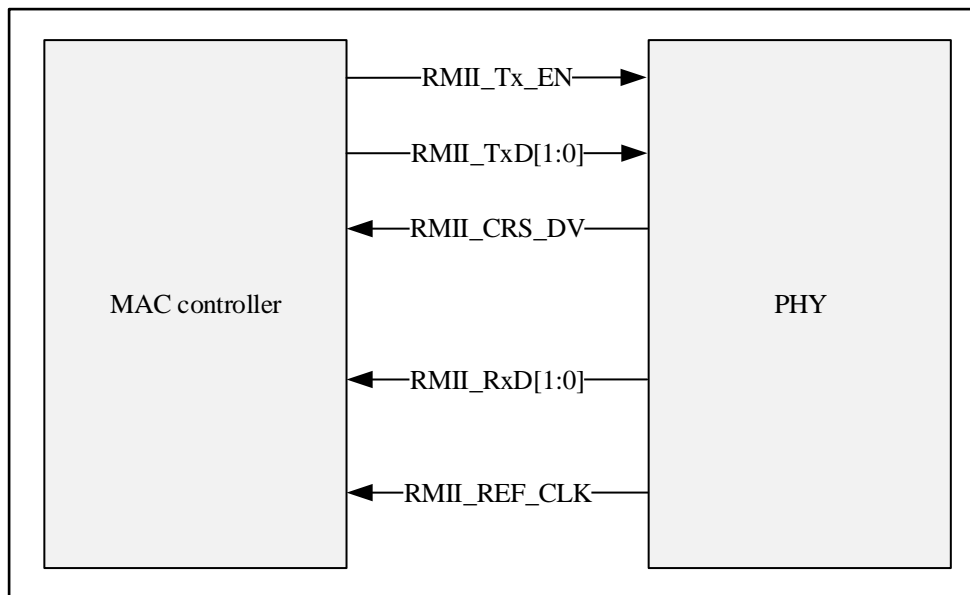 RMII_Tx_EN
RMII_TxD[1:0]
RMII_CRS_DV
MAC controller
PHY
RMII_RxD[1:0]
RMII_REF_CLK